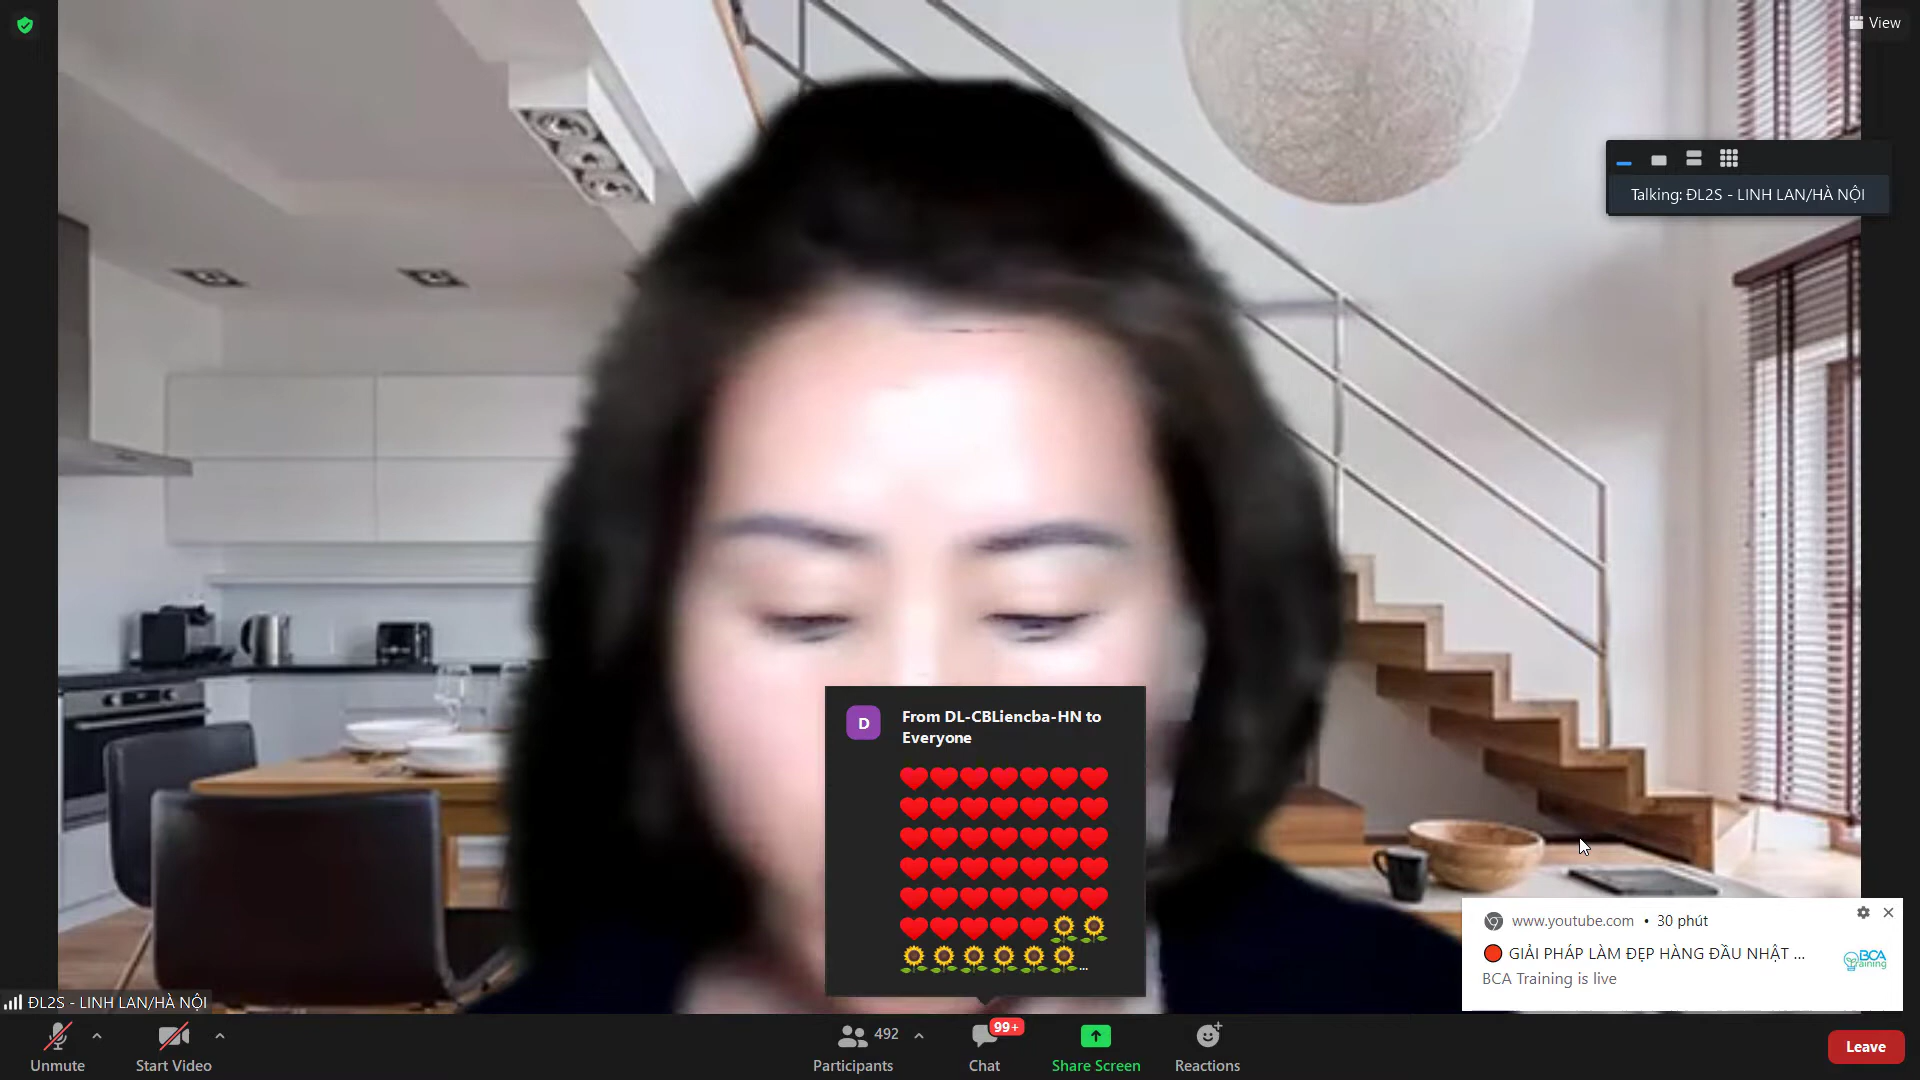 View
Talking: ĐL2S - LINH LAN/HÀ NỘI
D
From DL-CBLiencba-HN to
Everyone
❤️❤️❤️❤️❤️❤️❤️
❤️❤️❤️❤️❤️❤️❤️
❤️❤️❤️❤️❤️❤️❤️
❤️❤️❤️❤️❤️❤️❤️
❤️❤️❤️❤️❤️❤️❤️
❤️❤️❤️❤️❤️🌻🌻
🌻🌻🌻🌻🌻🌻...
www.youtube.com • 30 phút
🔴 GIẢI PHÁP LÀM ĐẸP HÀNG ĐẦU NHẬT ...
BCA Training is live
BCA
Training
ĐL2S - LINH LAN/HÀ NỘI
Unmute
Start Video
492
Participants
99+
Chat
Share Screen
Reactions
Leave